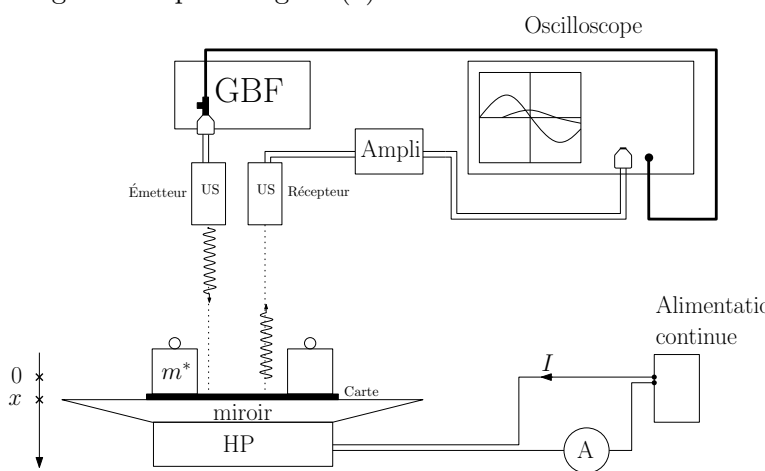 Oscilloscope
GBF
Ampli
Émetteur
US
US
Récepteur
Alimentatio
continue
I
m*
0
x
Carte
miroir
HP
A